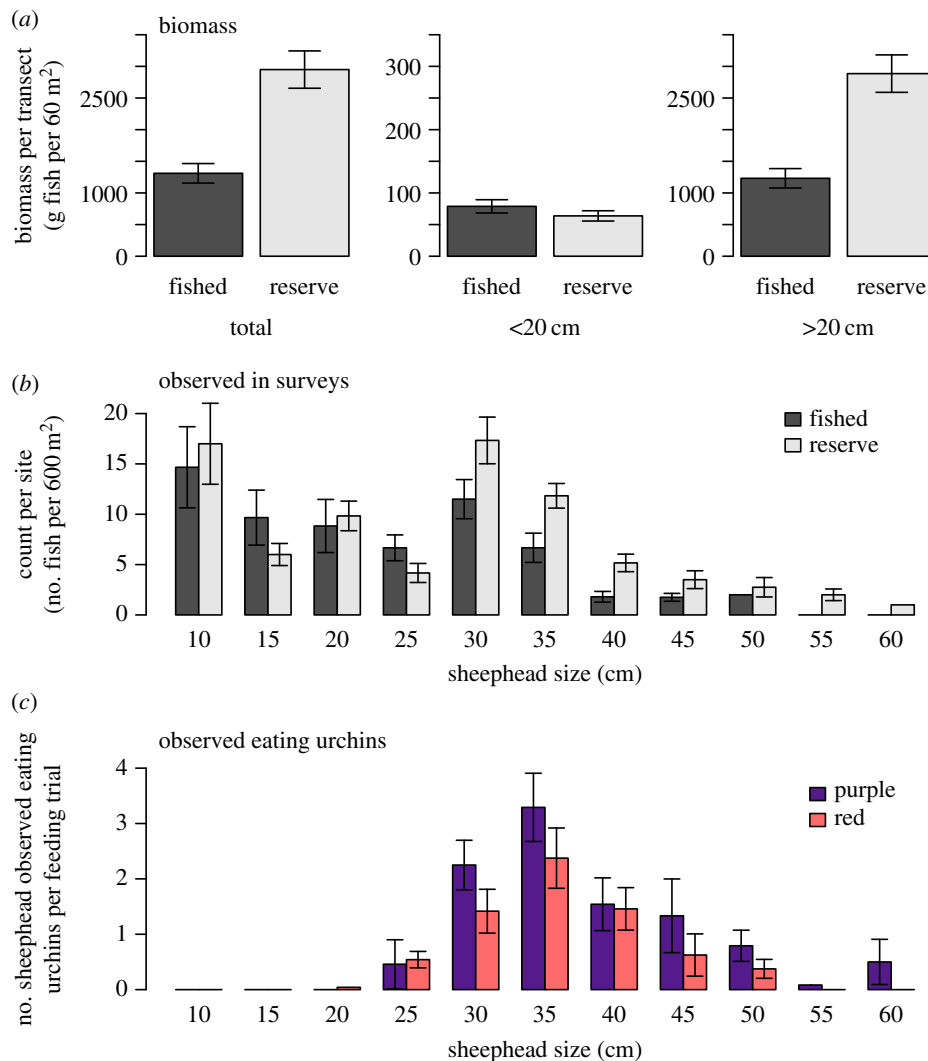 (a)
biomass
biomass per transect
(g fish per 60 m²)
2500
1000
0
fished
reserve
total
300
200
100
0
fished
reserve
<20 cm
2500
1000
0
fished
reserve
>20 cm
(b)
observed in surveys
count per site
(no. fish per 600 m²)
20
15
10
5
0
fished
reserve
10 15 20 25 30 35 40 45 50 55 60
sheephead size (cm)
(c)
observed eating urchins
no. sheephead observed eating
urchins per feeding trial
4
3
2
1
0
purple
red
10 15 20 25 30 35 40 45 50 55 60
sheephead size (cm)